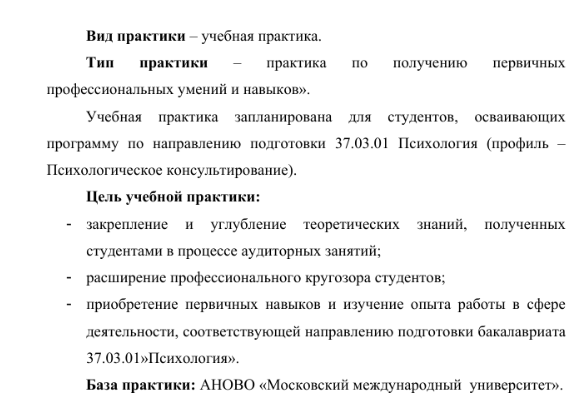 Вид практики – учебная практика.
Тип практики – практика по получению первичных
профессиональных умений и навыков».
Учебная практика запланирована для студентов, осваивающих
программу по направлению подготовки 37.03.01 Психология (профиль –
Психологическое консультирование).
Цель учебной практики:
- закрепление и углубление теоретических знаний, полученных
студентами в процессе аудиторных занятий;
- расширение профессионального кругозора студентов;
- приобретение первичных навыков и изучение опыта работы в сфере
деятельности, соответствующей направлению подготовки бакалавриата
37.03.01»Психология».
База практики: АНОВО «Московский международный университет».